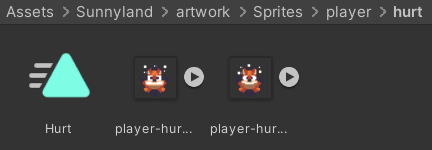 Assets > Sunnyland > artwork > Sprites > player > hurt
Hurt player-hur... player-hur...